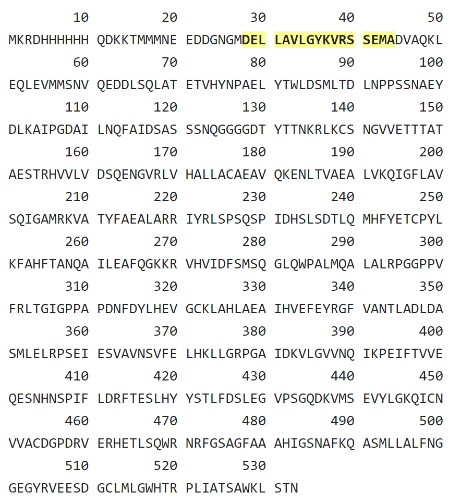 10 20 30 40 50
MKRDHHHHHH QDKKTMMMNE EDDGNGMDEL LAVLGYKVRS SEMADVAQKL
60 70 80 90 100
EQLEVMMSNV QEDDLSQLAT ETVHYNPAEL YTWLDSMLTD LNPPSSNAEY
110 120 130 140 150
DLKAIPGDAI LNQFAIDSAS SSNQGGGGDT YTTNKRLKCS NGVVETTTAT
160 170 180 190 200
AESTRHVVLV DSQENGVRLV HALLACAEAV QKENLTVAEA LVKQIGFLAV
210 220 230 240 250
SQIGAMRKVA TYFAEALARR IYRLSPSQSP IDHSLSDTLQ MHFYETCPYL
260 270 280 290 300
KFAHFTANQA ILEAFQGKKR VHVIDFSMSQ GLQWPALMQA LALRPGGPPV
310 320 330 340 350
FRLTGIGPPA PDNFDYLHEV GCKLAHLAEA IHVEFEYRGF VANTLADLDA
360 370 380 390 400
SMLELRPSEI ESVAVNSVFE LHKLLGRPGA IDKVLGVVNQ IKPEIFTVVE
410 420 430 440 450
QESNHNSPIF LDRFTESLHY YSTLFDSLEG VPSGQDKVMS EVYLGKQICN
460 470 480 490 500
VVACDGPDRV ERHETLSQWR NRFGSAGFAA AHIGSNAFKQ ASMLLALFNG
510 520 530
GEGYRVEESD GCLMLGWHTR PLIATSAWKL STN